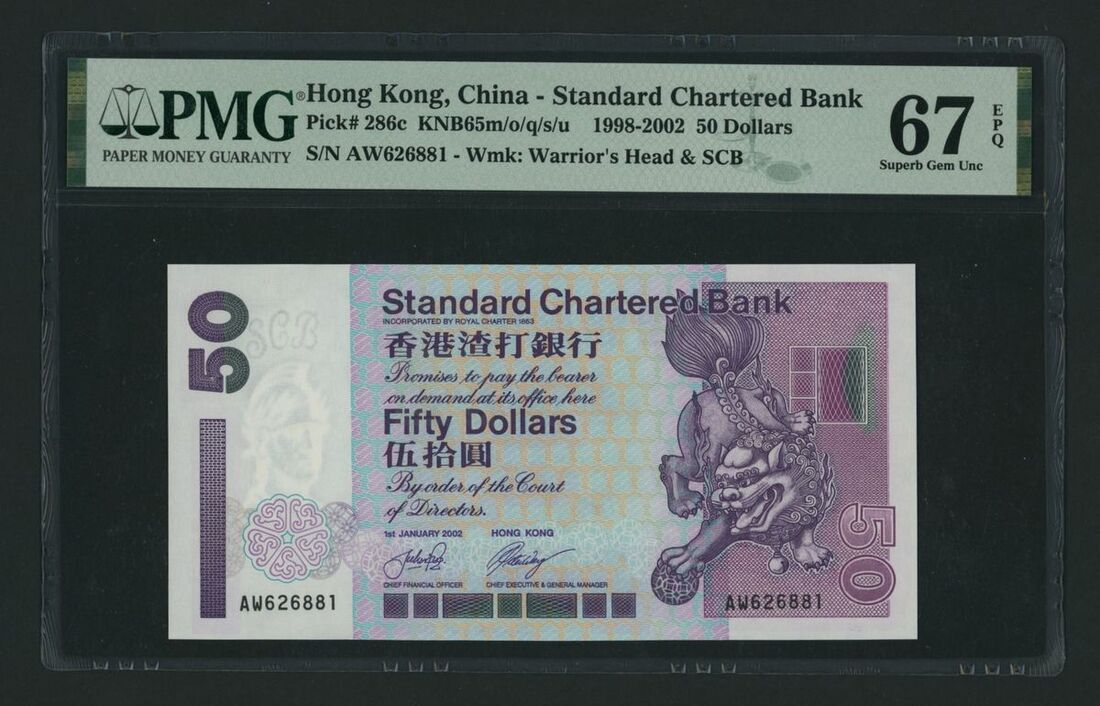 PMG®
PAPER MONEY GUARANTY
Hong Kong, China - Standard Chartered Bank
Pick# 286c KNB65m/o/q/s/u 1998-2002 50 Dollars
S/N AW626881 - Wmk: Warrior's Head & SCB
67
EPQ
Superb Gem Unc
50
SCB
Standard Chartered Bank
INCORPORATED BY ROYAL CHARTER 1853
香港渣打銀行
Promises to pay the bearer
on demand at its office here
Fifty Dollars
伍拾圓
By order of the Court
of Directors.
1st JANUARY 2002 HONG KONG
CHIEF FINANCIAL OFFICER CHIEF EXECUTIVE & GENERAL MANAGER
AW626881
AW626881
50